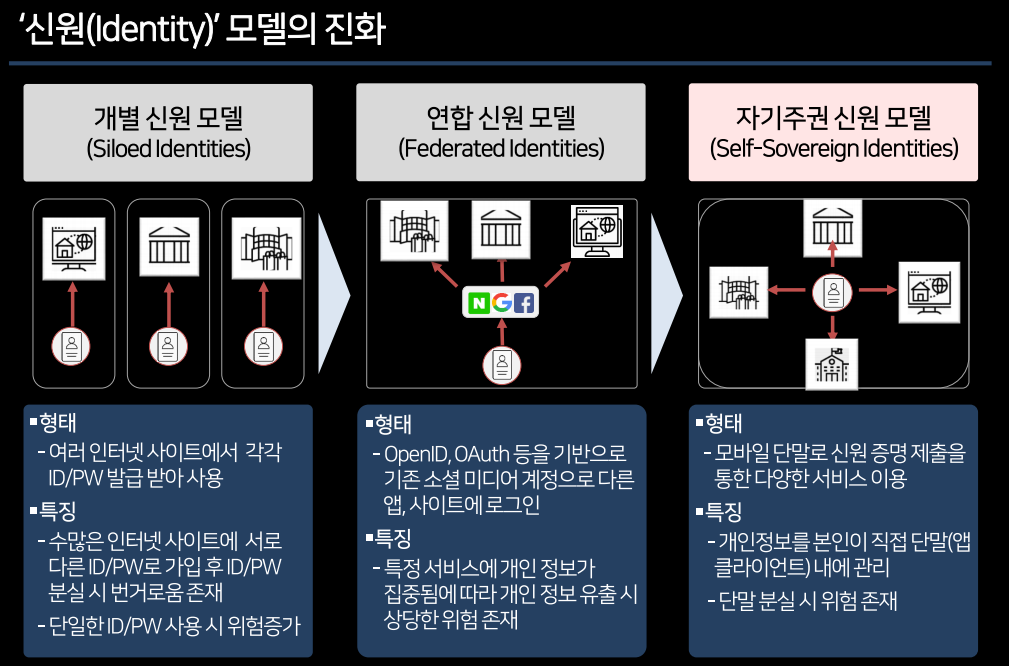 ‘신원(Identity)’ 모델의 진화
개별 신원 모델
(Siloed Identities)
연합 신원 모델
(Federated Identities)
자기주권 신원 모델
(Self-Sovereign Identities)
N G f
▪형태
- 여러 인터넷 사이트에서 각각
ID/PW 발급 받아 사용
▪특징
- 수많은 인터넷 사이트에 서로
다른 ID/PW로 가입 후 ID/PW
분실 시 번거로움 존재
- 단일한 ID/PW 사용 시 위험증가
▪형태
- OpenID, OAuth 등을 기반으로
기존 소셜 미디어 계정으로 다른
앱, 사이트에 로그인
▪특징
- 특정 서비스에 개인 정보가
집중됨에 따라 개인 정보 유출 시
상당한 위험 존재
▪형태
- 모바일 단말로 신원 증명 제출을
통한 다양한 서비스 이용
▪특징
- 개인정보를 본인이 직접 단말(앱
클라이언트) 내에 관리
- 단말 분실 시 위험 존재